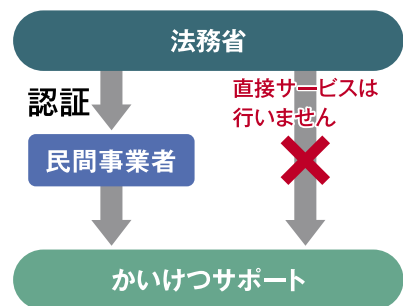 法務省
認証
直接サービスは
行いません
民間事業者
かいけつサポート